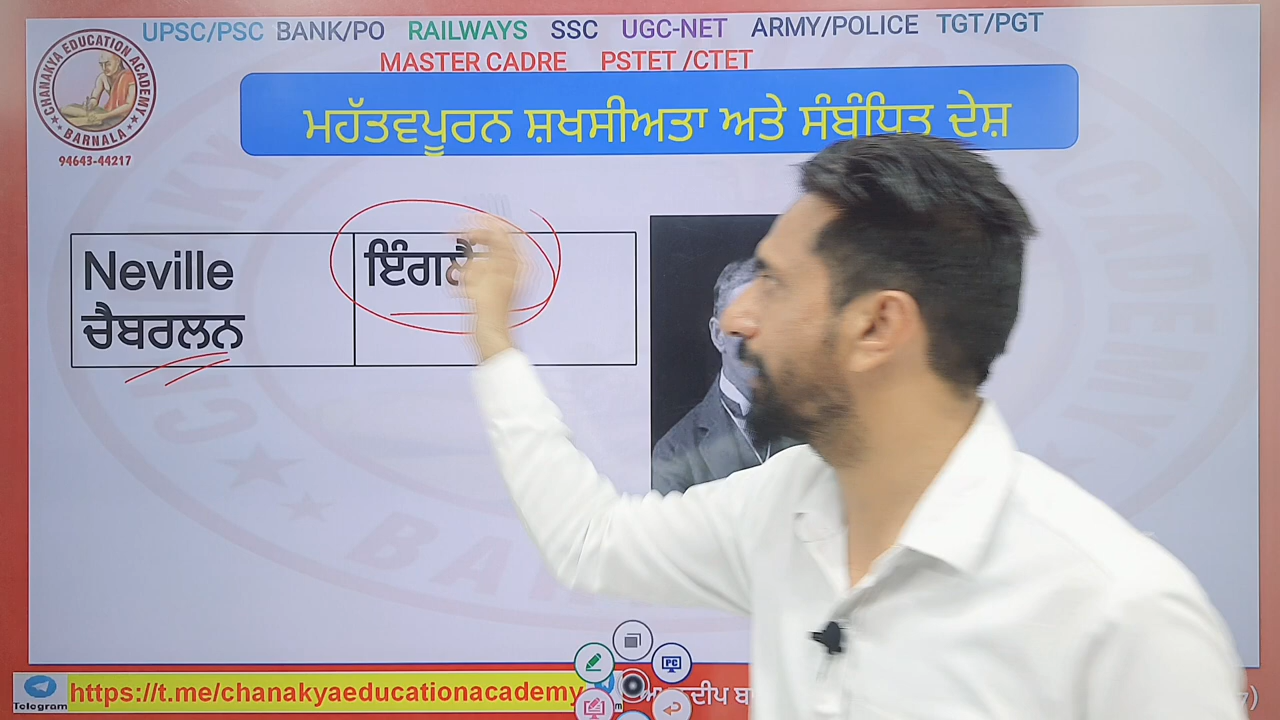 UPSC/PSC BANK/PO RAILWAYS SSC UGC-NET ARMY/POLICE TGT/PGT
MASTER CADRE PSTET /CTET
CHANAKYA EDUCATION ACADEMY
BARNALA
94643-44217
ਮਹੱਤਵਪੂਰਨ ਸ਼ਖਸੀਅਤਾ ਅਤੇ ਸੰਬੰਧਿਤ ਦੇਸ਼
Neville
ਚੈਬਰਲਨ
PC
Telegram
https://t.me/chanakyaeducationacademy